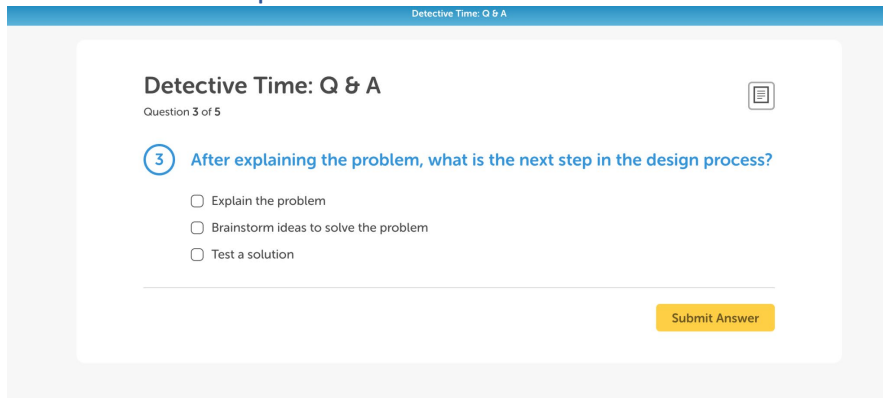 Detective Time: Q & A
Detective Time: Q & A
Question 3 of 5
3 After explaining the problem, what is the next step in the design process?
Explain the problem
Brainstorm ideas to solve the problem
Test a solution
Submit Answer